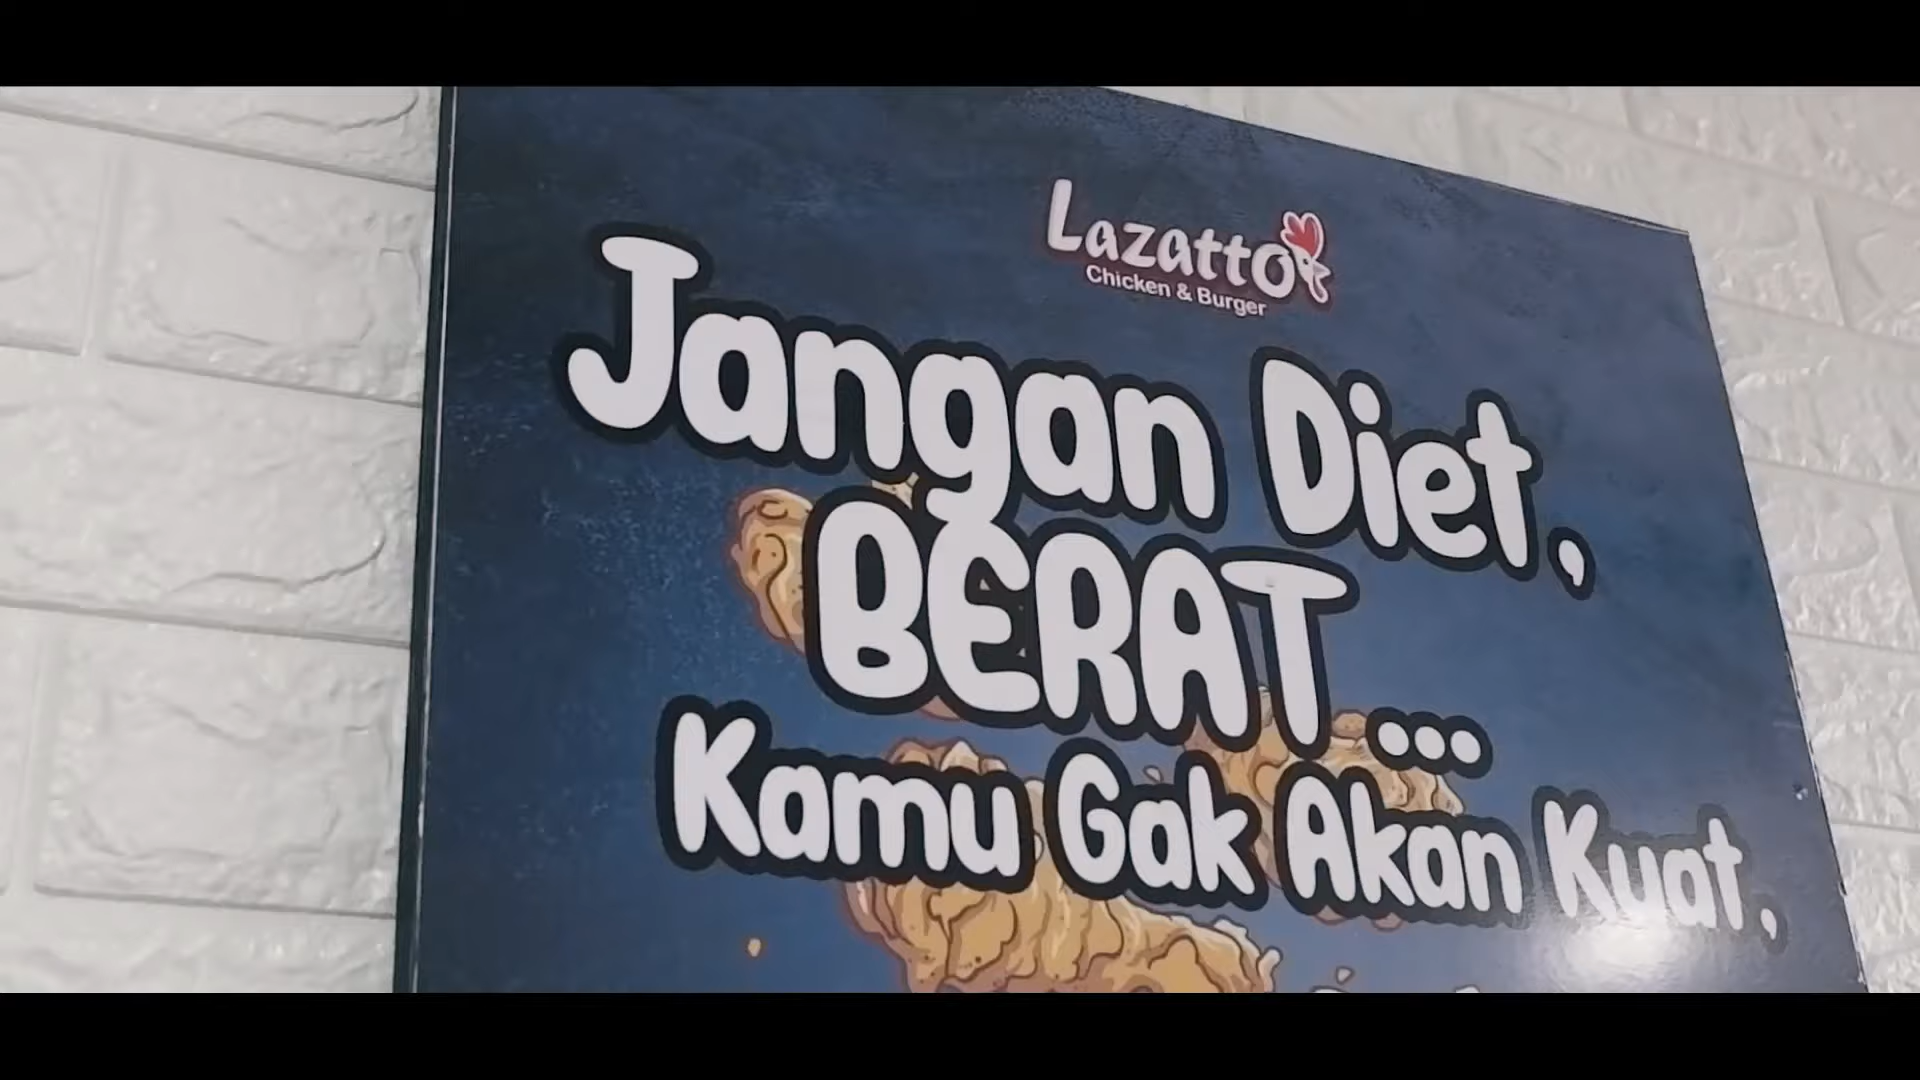 Lazatto
Chicken & Burger
Jangan Diet,
BERAT...
Kamu Gak Akan Kuat,